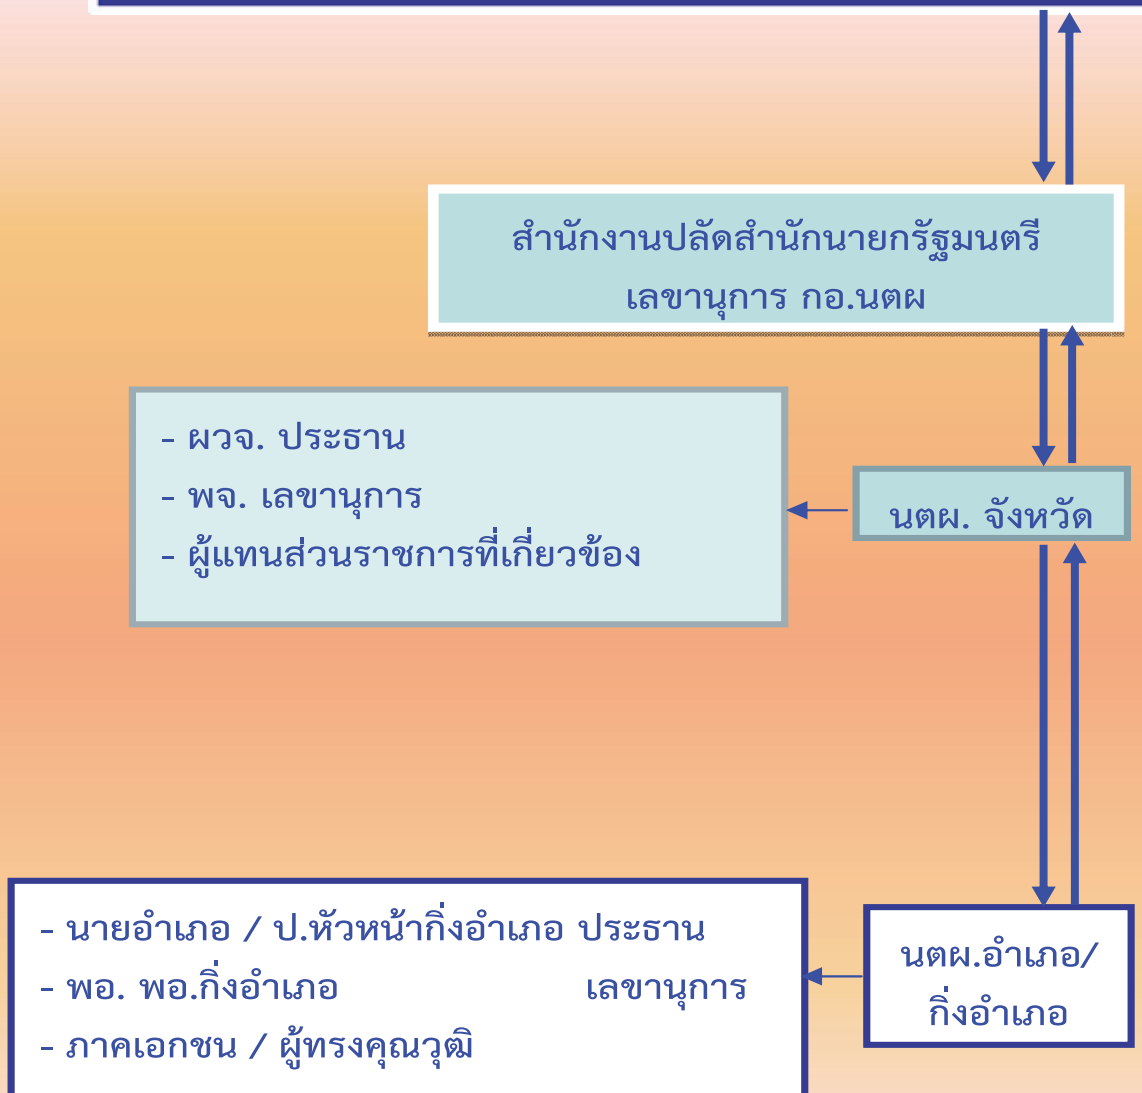 สำนักงานปลัดสำนักนายกรัฐมนตรี
เลขานุการ กอ.นตผ
- ผวจ. ประธาน
- พจ. เลขานุการ
- ผู้แทนส่วนราชการที่เกี่ยวข้อง
นตผ. จังหวัด
- นายอำเภอ / ป.หัวหน้ากิ่งอำเภอ ประธาน
- พอ. พอ.กิ่งอำเภอ เลขานุการ
- ภาคเอกชน / ผู้ทรงคุณวุฒิ
นตผ.อำเภอ/
กิ่งอำเภอ